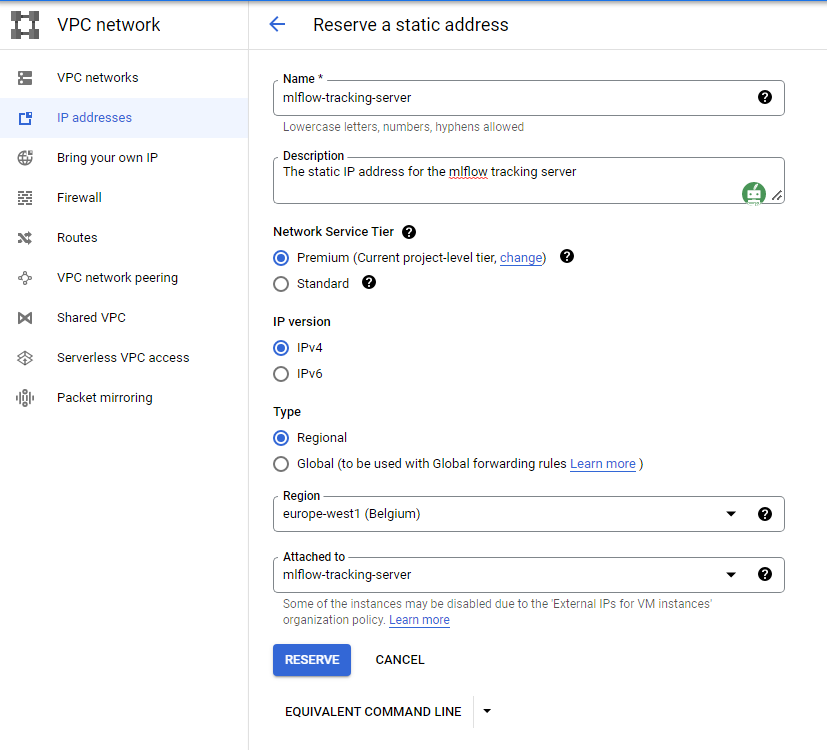 VPC network
Reserve a static address
VPC networks
IP addresses
Bring your own IP
Firewall
Routes
VPC network peering
Shared VPC
Serverless VPC access
Packet mirroring
Name *
mlflow-tracking-server
Lowercase letters, numbers, hyphens allowed
Description
The static IP address for the mlflow tracking server
Network Service Tier
Premium (Current project-level tier, change)
Standard
IP version
IPv4
IPv6
Type
Regional
Global (to be used with Global forwarding rules Learn more )
Region
europe-west1 (Belgium)
Attached to
mlflow-tracking-server
Some of the instances may be disabled due to the 'External IPs for VM instances'
organization policy. Learn more
RESERVE
CANCEL
EQUIVALENT COMMAND LINE